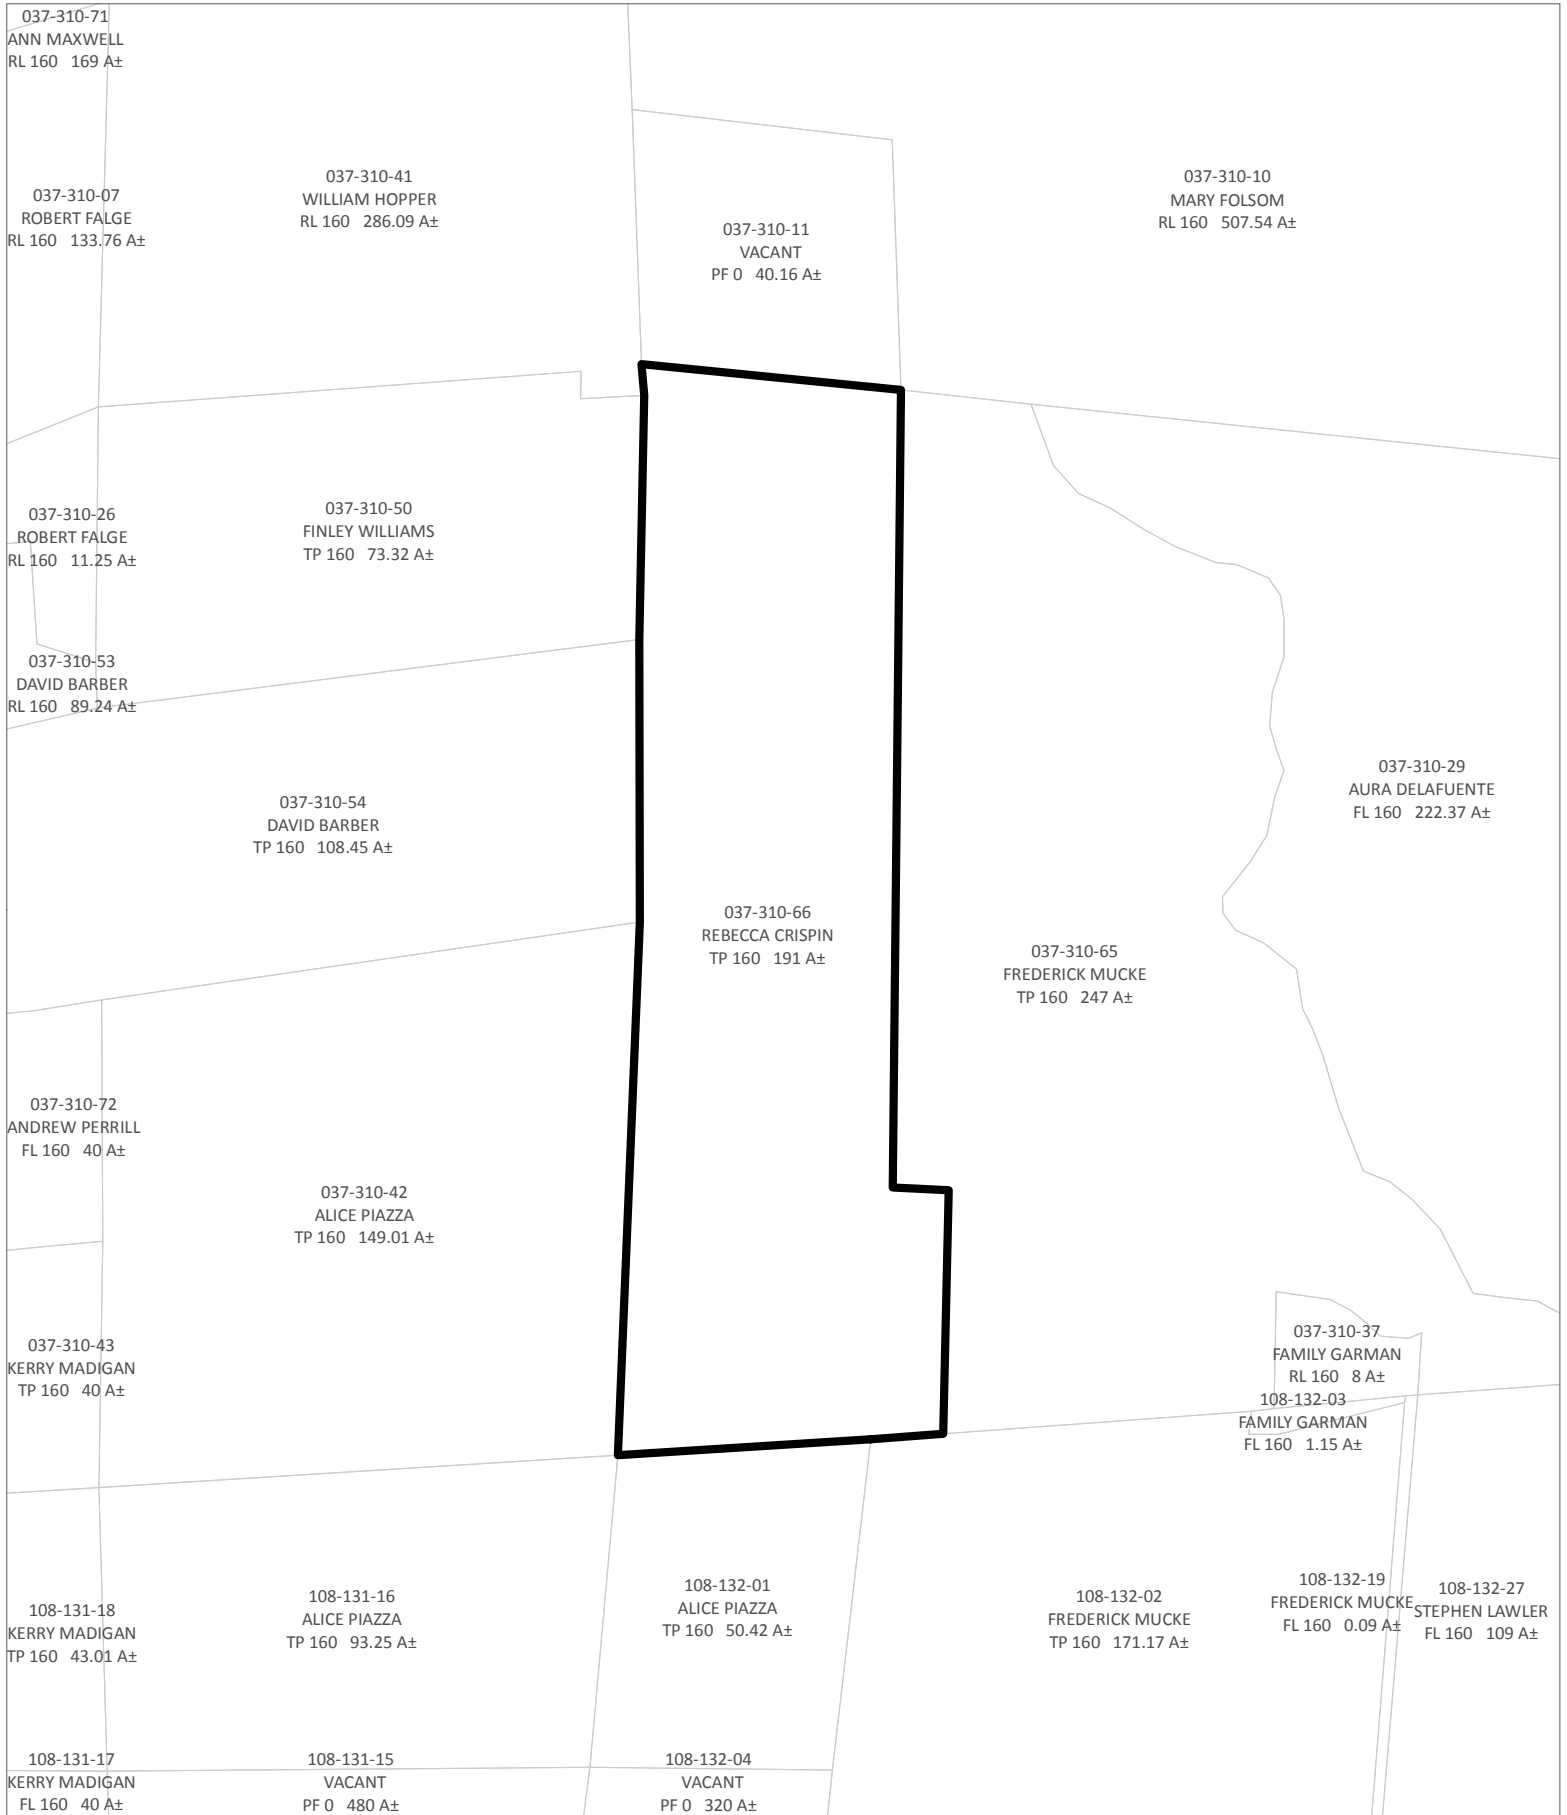 037-310-71
ANN MAXWELL
RL 160 169 A±
037-310-07
ROBERT FALGE
RL 160 133.76 A±
037-310-41
WILLIAM HOPPER
RL 160 286.09 A±
037-310-11
VACANT
PF 0 40.16 A±
037-310-10
MARY FOLSOM
RL 160 507.54 A±
037-310-26
ROBERT FALGE
RL 160 11.25 A±
037-310-50
FINLEY WILLIAMS
TP 160 73.32 A±
037-310-53
DAVID BARBER
RL 160 89.24 A±
037-310-54
DAVID BARBER
TP 160 108.45 A±
037-310-29
AURA DELAFUENTE
FL 160 222.37 A±
037-310-66
REBECCA CRISPIN
TP 160 191 A±
037-310-65
FREDERICK MUCKE
TP 160 247 A±
037-310-72
ANDREW PERRILL
FL 160 40 A±
037-310-42
ALICE PIAZZA
TP 160 149.01 A±
037-310-43
KERRY MADIGAN
TP 160 40 A±
037-310-37
FAMILY GARMAN
RL 160 8 A±
108-132-03
FAMILY GARMAN
FL 160 1.15 A±
108-131-18
KERRY MADIGAN
TP 160 43.01 A±
108-131-16
ALICE PIAZZA
TP 160 93.25 A±
108-132-01
ALICE PIAZZA
TP 160 50.42 A±
108-132-02
FREDERICK MUCKE
TP 160 171.17 A±
108-132-19
FREDERICK MUCKE
FL 160 0.09 A±
108-132-27
STEPHEN LAWLER
FL 160 109 A±
108-131-17
KERRY MADIGAN
FL 160 40 A±
108-131-15
VACANT
PF 0 480 A±
108-132-04
VACANT
PF 0 320 A±